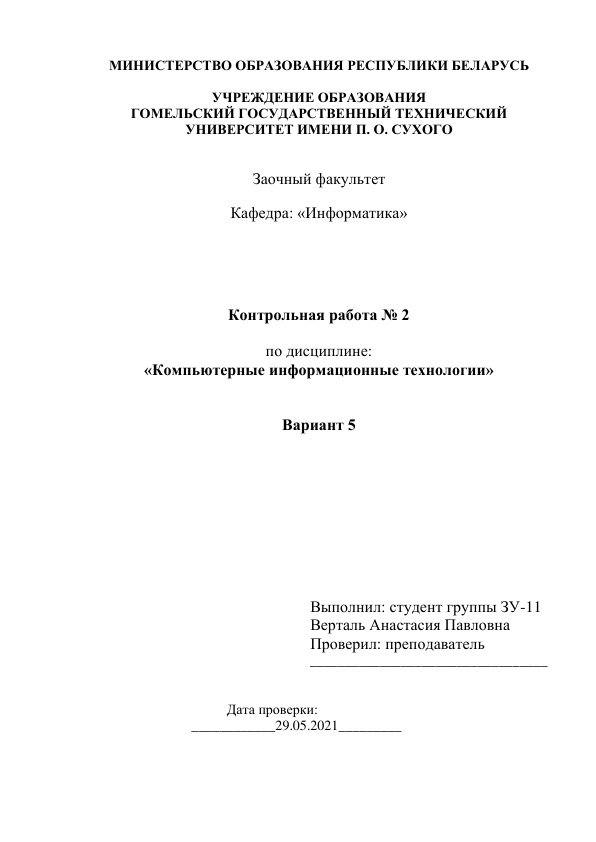 МИНИСТЕРСТВО ОБРАЗОВАНИЯ РЕСПУБЛИКИ БЕЛАРУСЬ
УЧРЕЖДЕНИЕ ОБРАЗОВАНИЯ
ГОМЕЛЬСКИЙ ГОСУДАРСТВЕННЫЙ ТЕХНИЧЕСКИЙ
УНИВЕРСИТЕТ ИМЕНИ П. О. СУХОГО
Заочный факультет
Кафедра: «Информатика»
Контрольная работа № 2
по дисциплине:
«Компьютерные информационные технологии»
Вариант 5
Выполнил: студент группы ЗУ-11
Верталь Анастасия Павловна
Проверил: преподаватель
______________________________
Дата проверки:
____________29.05.2021_________